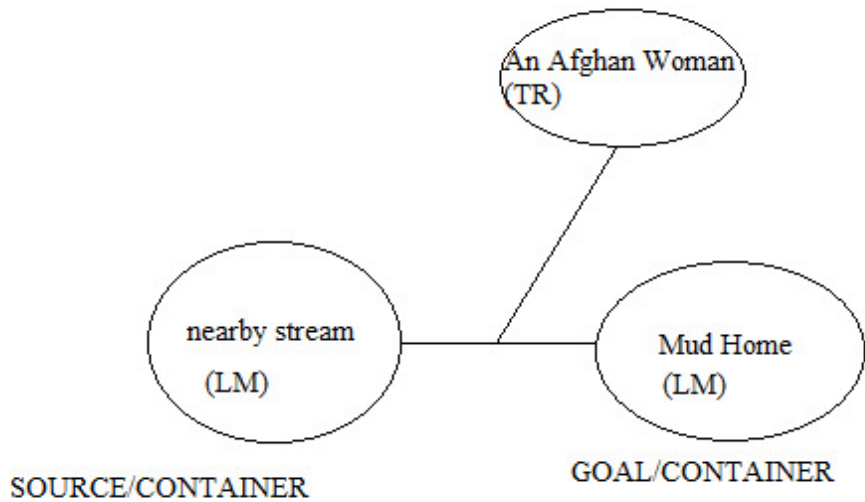 An Afghan Woman
(TR)
nearby stream
(LM)
Mud Home
(LM)
SOURCE/CONTAINER
GOAL/CONTAINER